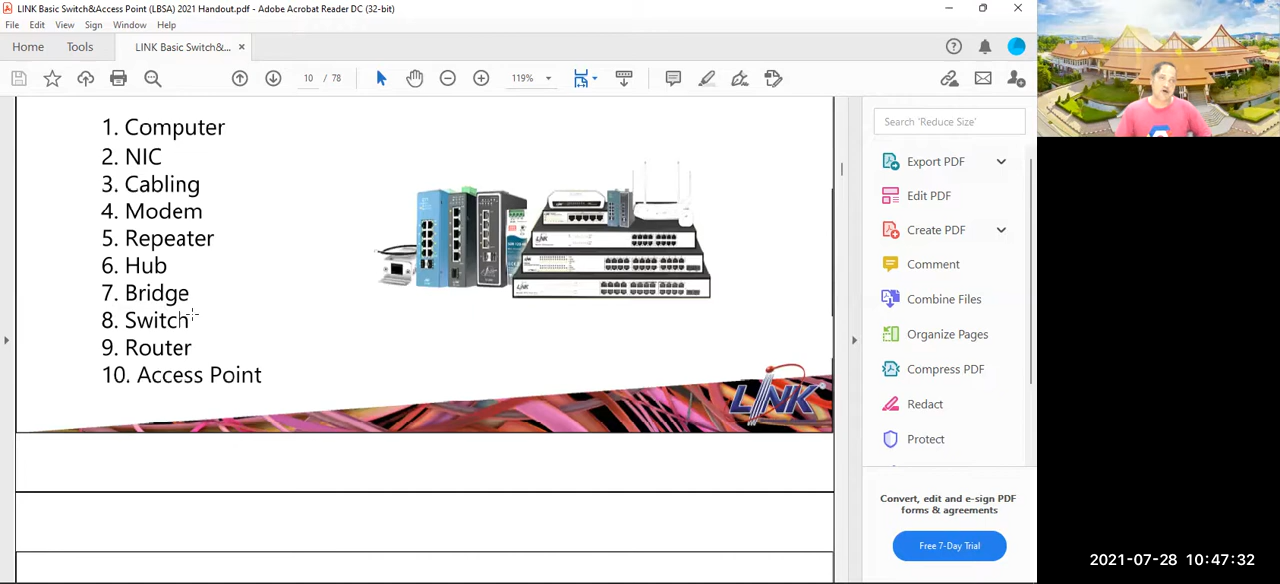 LINK Basic Switch&Access Point (LBSA) 2021 Handout.pdf - Adobe Acrobat Reader DC (32-bit)
File Edit View Sign Window Help
Home Tools LINK Basic Switch&... ×
10 / 78 119%
1. Computer
2. NIC
3. Cabling
4. Modem
5. Repeater
6. Hub
7. Bridge
8. Switch
9. Router
10. Access Point
LINK
LINK
LINK
Search 'Reduce Size'
Export PDF
Edit PDF
Create PDF
Comment
Combine Files
Organize Pages
Compress PDF
Redact
Protect
Convert, edit and e-sign PDF
forms & agreements
Free 7-Day Trial
2021-07-28 10:47:32